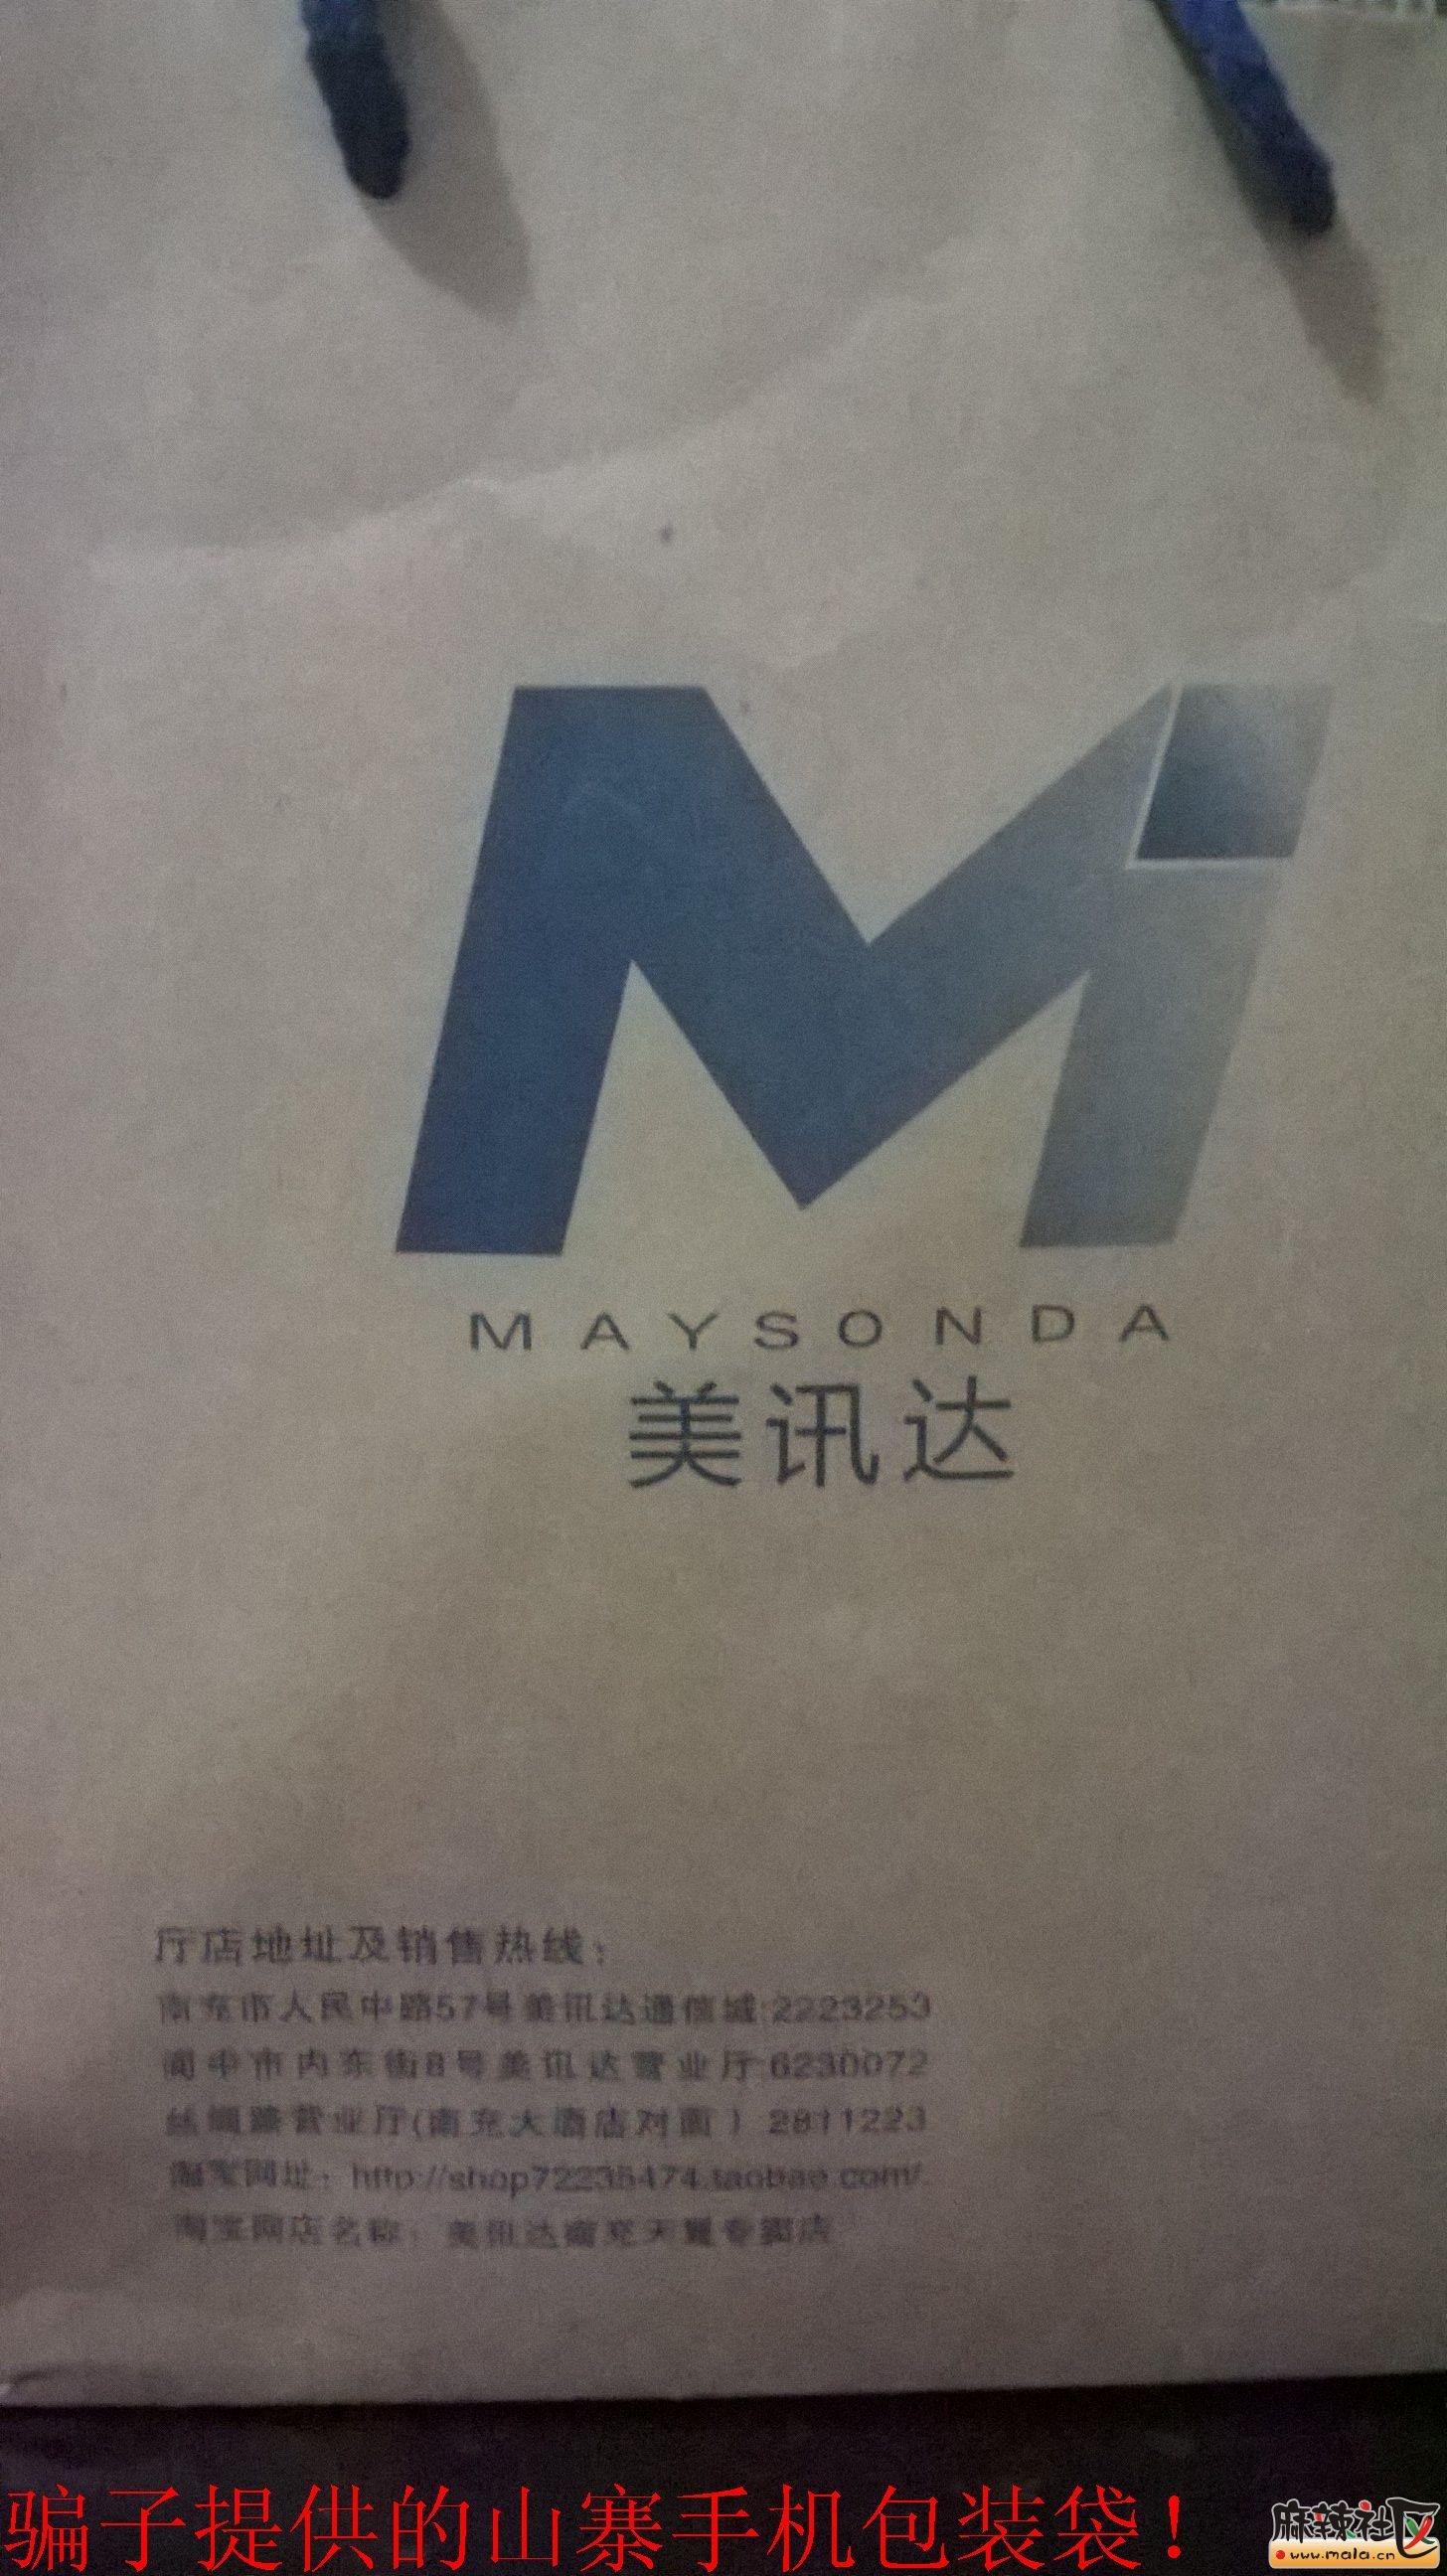 MAYSONDA
美讯达
厅店地址及销售热线：
南充市人民中路57号美讯达通信城:2223253
阆中市内东街8号美讯达营业厅:6230072
丝绸路营业厅(南充大酒店对面) 2811223
淘宝网址：http://shop72235474.taobao.com/
淘宝网店名称：美讯达南充天翼专卖店
骗子提供的山寨手机包装袋！
麻辣社区
www.mala.cn